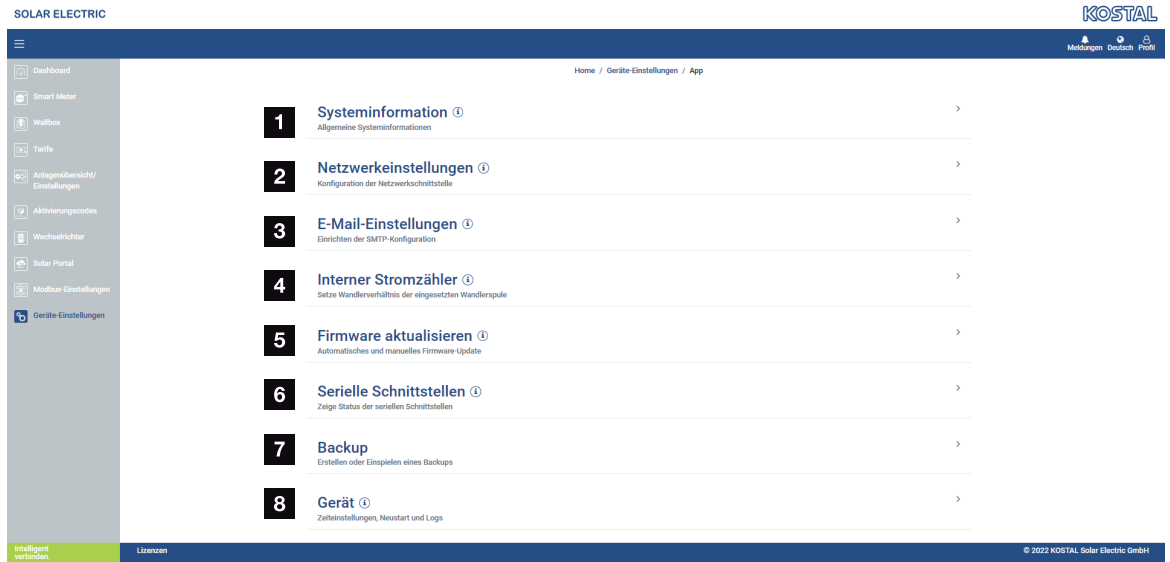 SOLAR ELECTRIC
KOSTAL
Meldungen Deutsch Profil
Home / Geräte-Einstellungen / App
Dashboard
Smart Meter
Wallbox
Tarife
Anlagenübersicht/
Einstellungen
Aktivierungscodes
Wechselrichter
Solar Portal
Modbus-Einstellungen
Geräte-Einstellungen
1
Systeminformation
Allgemeine Systeminformationen
2
Netzwerkeinstellungen
Konfiguration der Netzwerkschnittstelle
3
E-Mail-Einstellungen
Einrichten der SMTP-Konfiguration
4
Interner Stromzähler
Setze Wandlerverhältnis der eingesetzten Wandlerspule
5
Firmware aktualisieren
Automatisches und manuelles Firmware-Update
6
Serielle Schnittstellen
Zeige Status der seriellen Schnittstellen
7
Backup
Erstellen oder Einspielen eines Backups
8
Gerät
Zeiteinstellungen, Neustart und Logs
Intelligent
verbinden.
Lizenzen
© 2022 KOSTAL Solar Electric GmbH